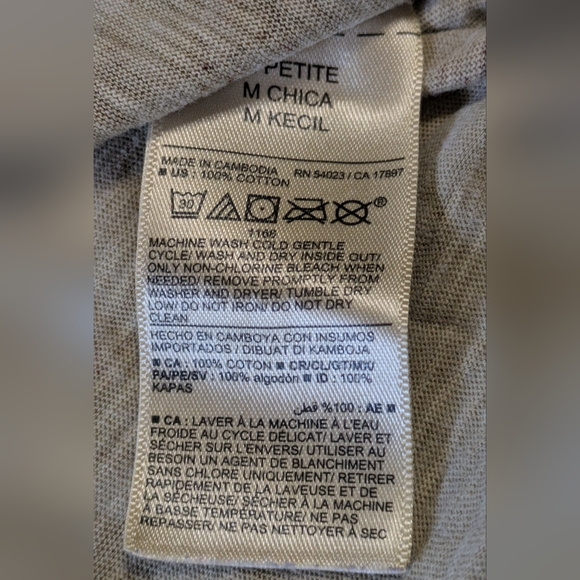 PETITE
M CHICA
M KECIL
MADE IN CAMBODIA RN 54023 / CA 17897
■ US : 100% COTTON
30 ®
1166
MACHINE WASH COLD GENTLE
CYCLE/ WASH AND DRY INSIDE OUT/
ONLY NON-CHLORINE BLEACH WHEN
NEEDED/ REMOVE PROMPTLY FROM
WASHER AND DRYER/ TUMBLE DRY
LOW/ DO NOT IRON/ DO NOT DRY
CLEAN
HECHO EN CAMBOYA CON INSUMOS
IMPORTADOS / DIBUAT DI KAMBOJA
■ CA : 100% COTON ■ CR/CL/GT/MX/
PA/PE/SV : 100% algodón ■ ID : 100%
KAPAS
■ AE : 100% قطن
■ CA : LAVER À LA MACHINE À L'EAU
FROIDE AU CYCLE DÉLICAT/ LAVER ET
SÉCHER SUR L'ENVERS/ UTILISER AU
BESOIN UN AGENT DE BLANCHIMENT
SANS CHLORE UNIQUEMENT/ RETIRER
RAPIDEMENT DE LA LAVEUSE ET DE
LA SÉCHEUSE/ SÉCHER À LA MACHINE
À BASSE TEMPÉRATURE/ NE PAS
REPASSER/ NE PAS NETTOYER À SEC